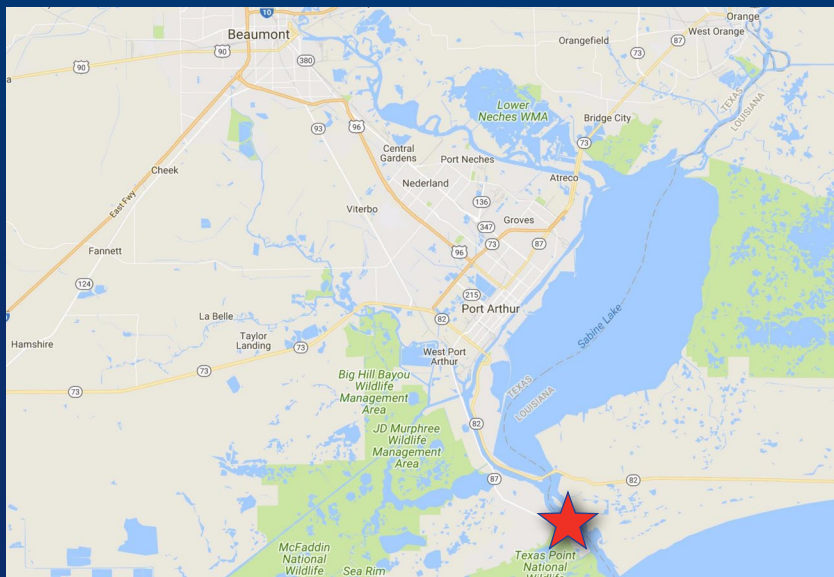 10
Orange
West Orange
Beaumont
Orangefield
87
90
73
380
90
TEXAS
LOUISIANA
Lower
Neches WMA
Bridge City
93
96
73
Central
Gardens
Port Neches
Cheek
Atreco
Nederland
East Fwy
136
Viterbo
Groves
347
73
87
96
Fannett
124
215
Port Arthur
La Belle
82
Sabine Lake
Taylor
Landing
Hamshire
73
West Port
Arthur
73
73
Big Hill Bayou
Wildlife
Management
Area
TEXAS
LOUISIANA
82
JD Murphree
Wildlife
Management
Area
87
82
McFaddin
National
Wildlife
Sea Rim
Texas Point
National